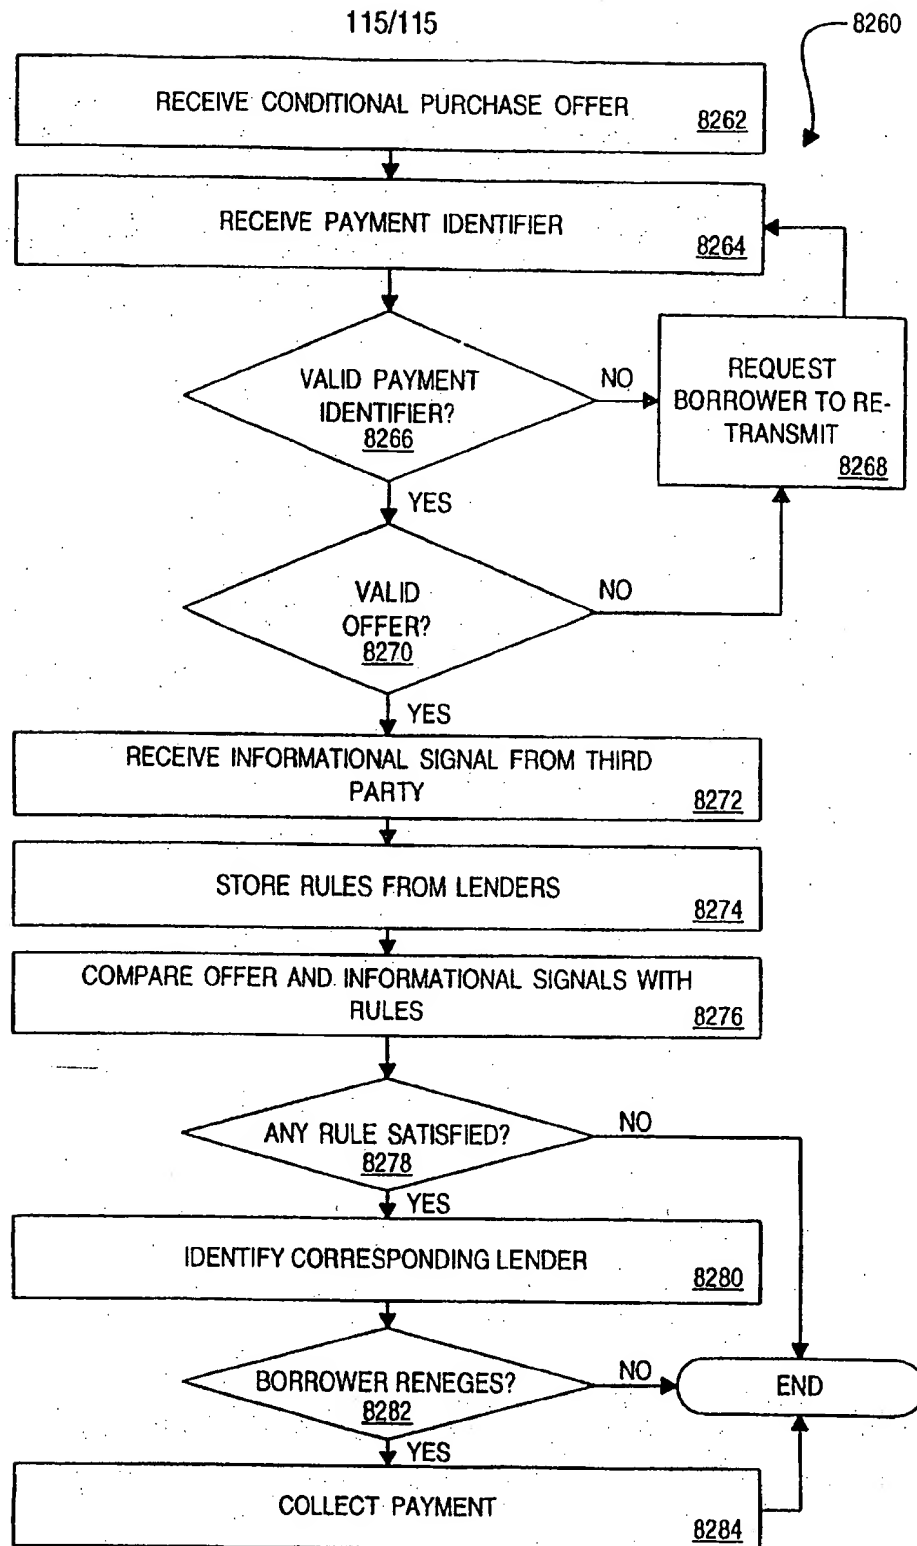 115/115
8260
RECEIVE CONDITIONAL PURCHASE OFFER
8262
RECEIVE PAYMENT IDENTIFIER
8264
VALID PAYMENT
IDENTIFIER?
8266
NO
REQUEST
BORROWER TO RE-
TRANSMIT
8268
YES
VALID
OFFER?
8270
NO
YES
RECEIVE INFORMATIONAL SIGNAL FROM THIRD
PARTY
8272
STORE RULES FROM LENDERS
8274
COMPARE OFFER AND INFORMATIONAL SIGNALS WITH
RULES
8276
ANY RULE SATISFIED?
8278
NO
YES
IDENTIFY CORRESPONDING LENDER
8280
BORROWER RENEGES?
8282
NO
END
YES
COLLECT PAYMENT
8284